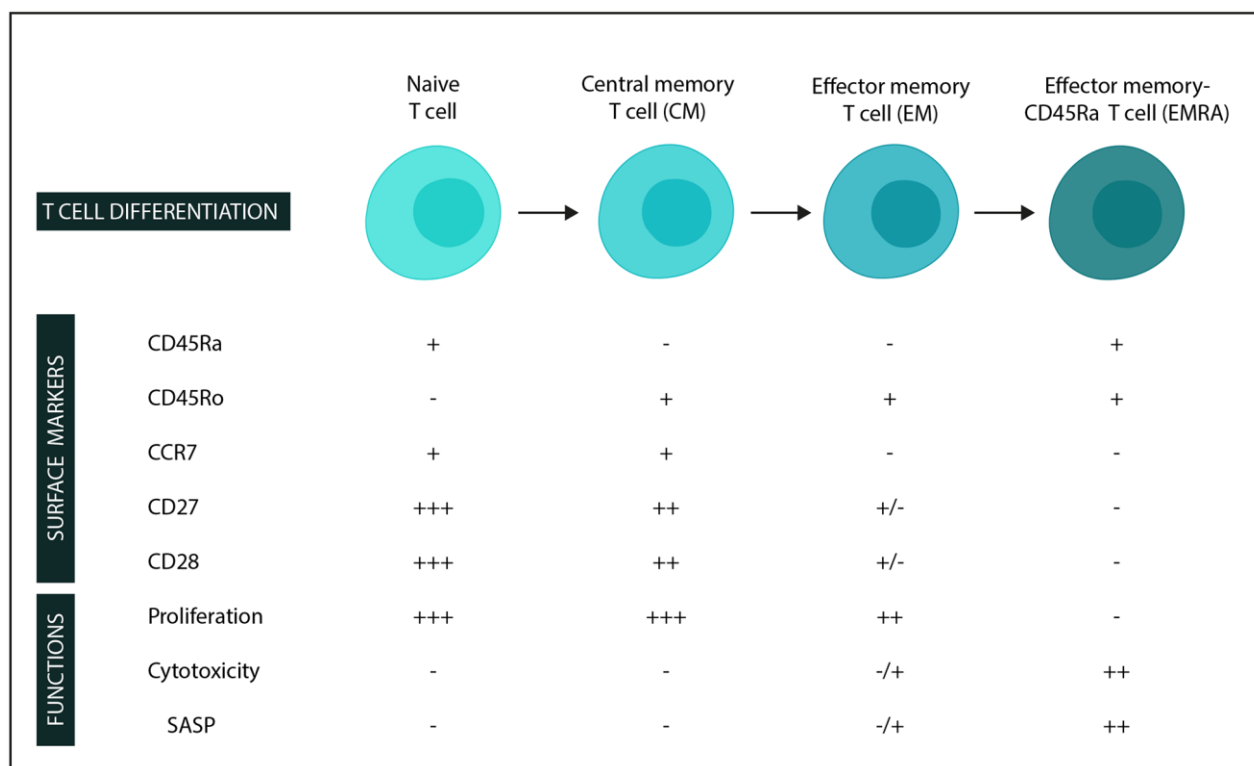 Naive
T cell
Central memory
T cell (CM)
Effector memory
T cell (EM)
Effector memory-
CD45Ra T cell (EMRA)
T CELL DIFFERENTIATION
SURFACE MARKERS
CD45Ra + - - +
CD45Ro - + + +
CCR7 + + - -
CD27 +++ ++ +/- -
CD28 +++ ++ +/- -
FUNCTIONS
Proliferation +++ +++ ++ -
Cytotoxicity - - -/+ ++
SASP - - -/+ ++